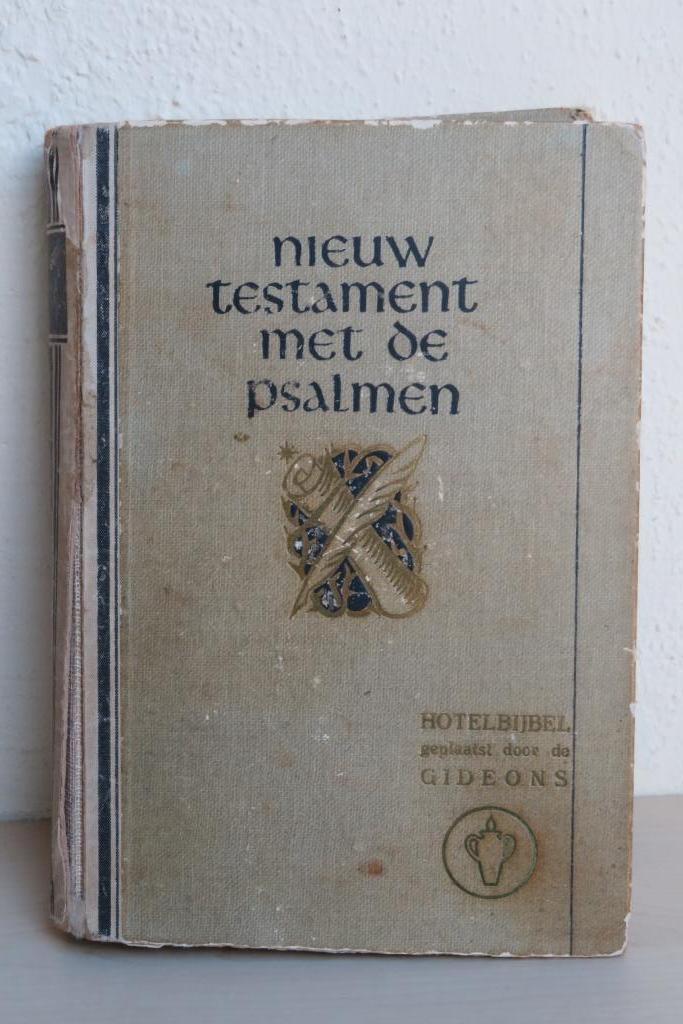 nieuw
testament
met de
psalmen
HOTELBIJBEL
geplaatst door de
GIDEONS